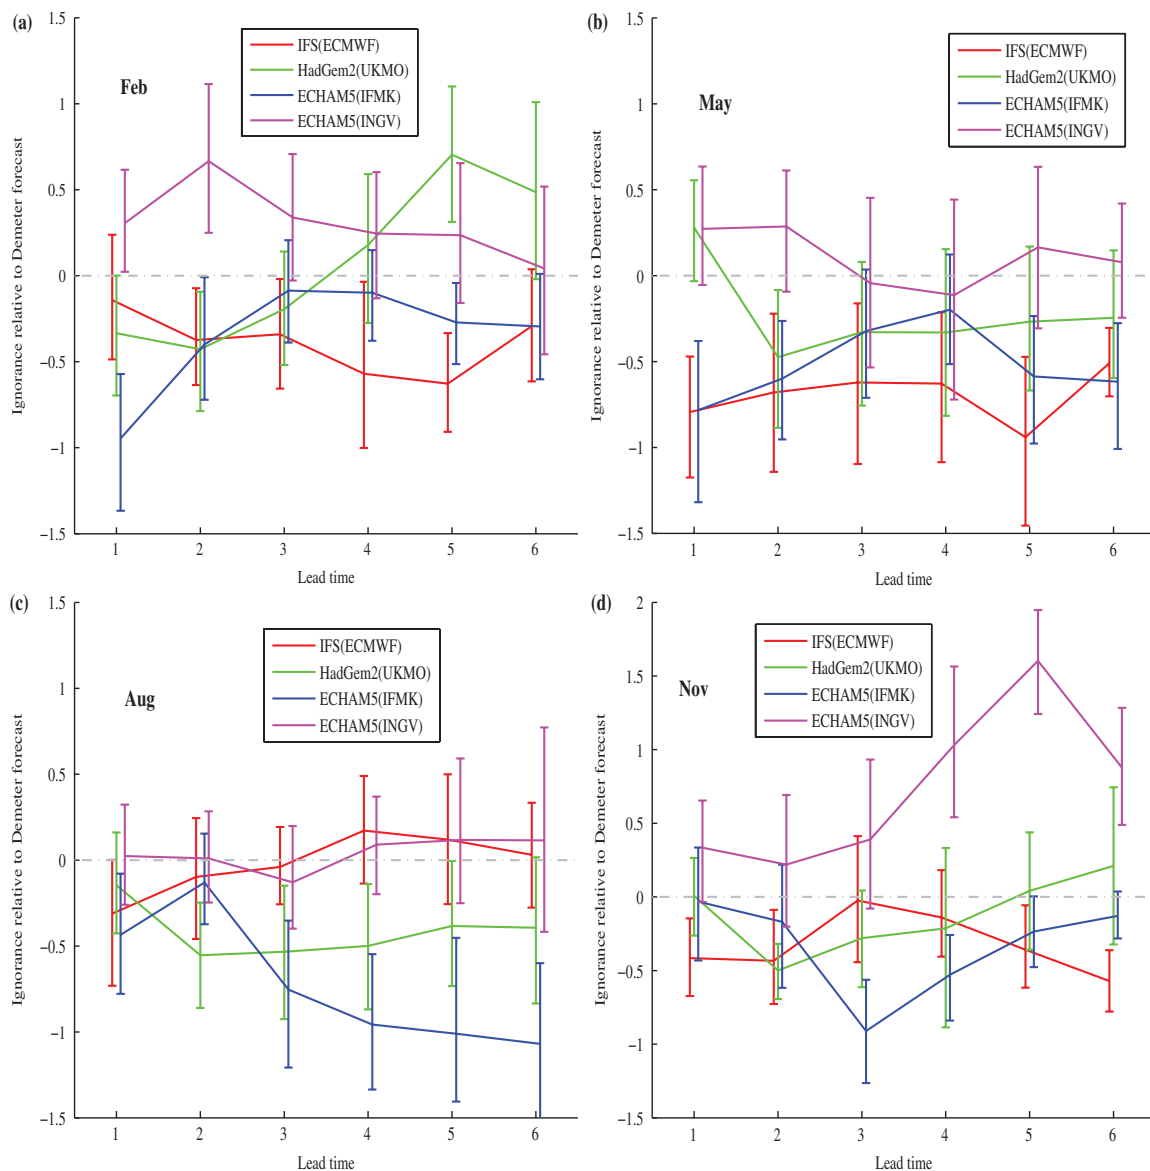 (a)
1.5
1
0.5
0
−0.5
−1
−1.5
Ignorance relative to Demeter forecast
Feb
IFS(ECMWF)
HadGem2(UKMO)
ECHAM5(IFMK)
ECHAM5(INGV)
1 2 3 4 5 6
Lead time
(b)
1.5
1
0.5
0
−0.5
−1
−1.5
Ignorance relative to Demeter forecast
May
IFS(ECMWF)
HadGem2(UKMO)
ECHAM5(IFMK)
ECHAM5(INGV)
1 2 3 4 5 6
Lead time
(c)
1.5
1
0.5
0
−0.5
−1
−1.5
Ignorance relative to Demeter forecast
Aug
IFS(ECMWF)
HadGem2(UKMO)
ECHAM5(IFMK)
ECHAM5(INGV)
1 2 3 4 5 6
Lead time
(d)
2
1.5
1
0.5
0
−0.5
−1
−1.5
Ignorance relative to Demeter forecast
Nov
IFS(ECMWF)
HadGem2(UKMO)
ECHAM5(IFMK)
ECHAM5(INGV)
1 2 3 4 5 6
Lead time